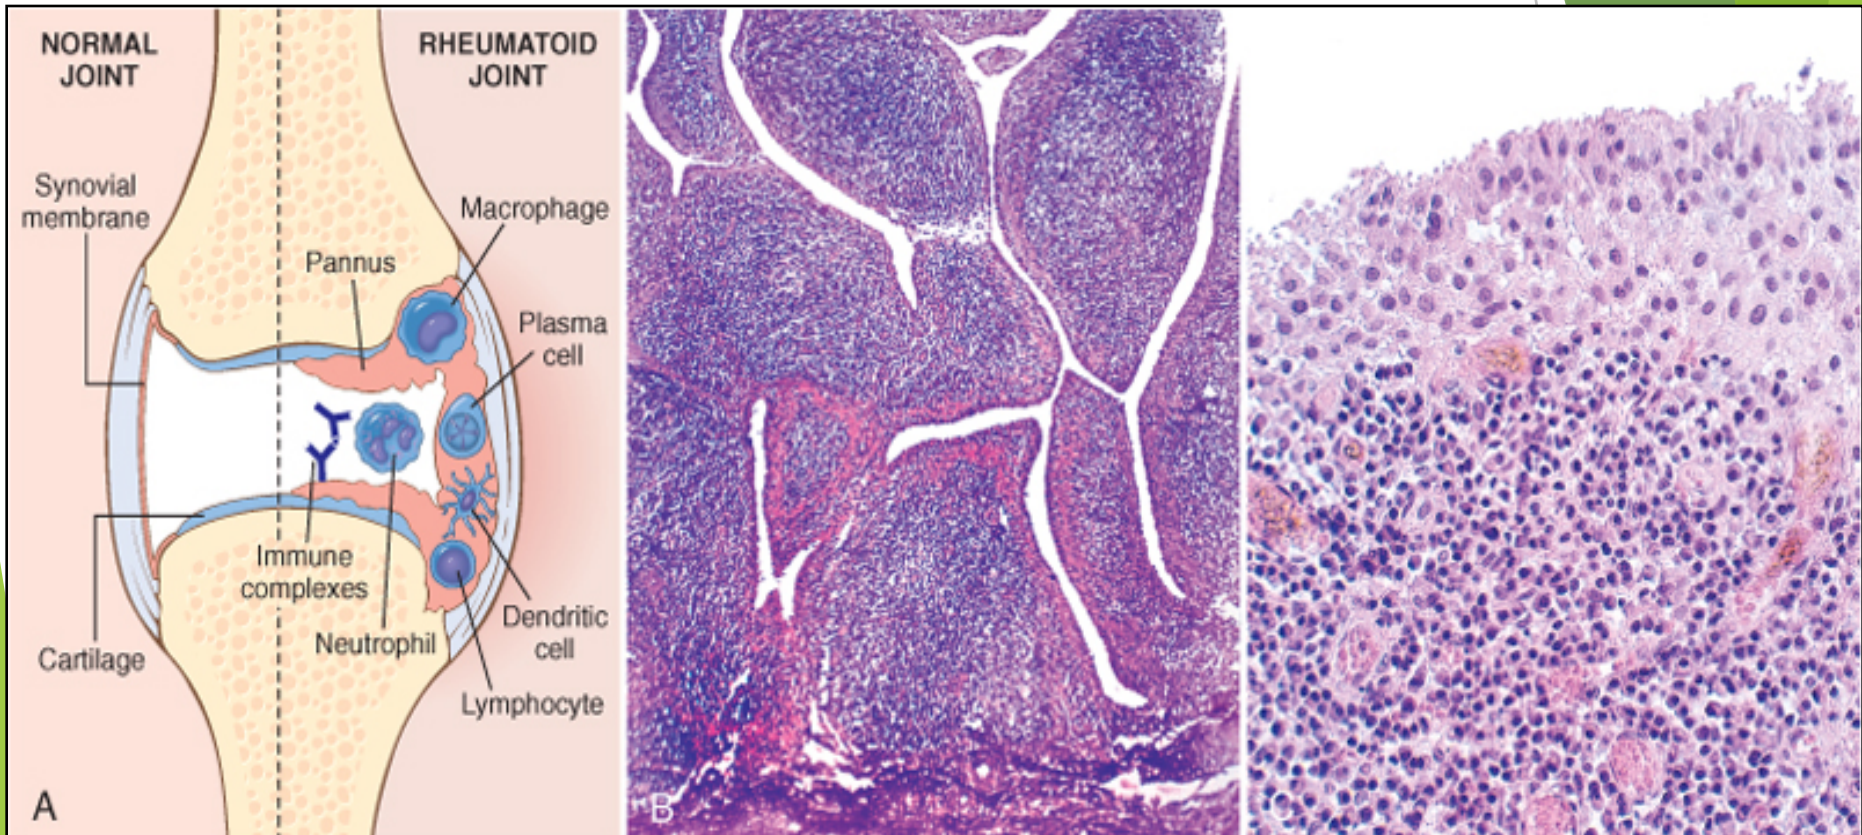 NORMAL
JOINT
RHEUMATOID
JOINT
Synovial
membrane
Macrophage
Pannus
Plasma
cell
Immune
complexes
Neutrophil
Dendritic
cell
Cartilage
Lymphocyte
A
B